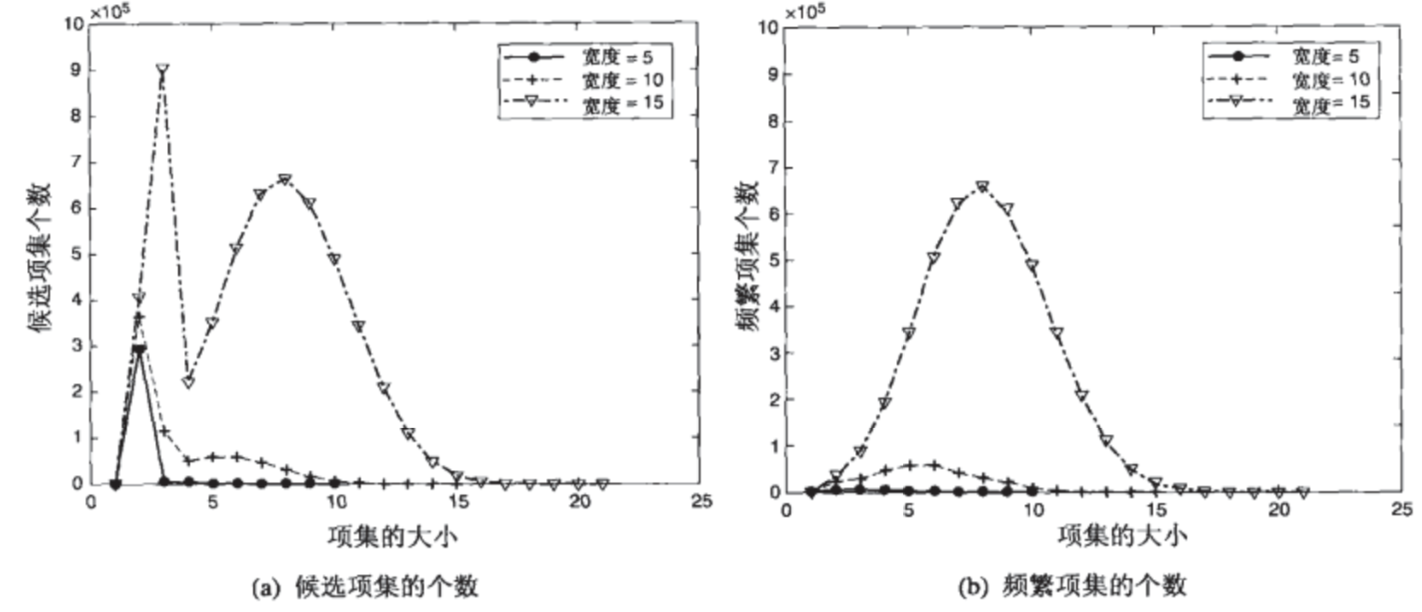 ×10⁵
10
9
8
7
6
5
4
3
2
1
0
候选项集个数
宽度 = 5
宽度 = 10
宽度 = 15
0 5 10 15 20 25
项集的大小
(a) 候选项集的个数
×10⁵
10
9
8
7
6
5
4
3
2
1
0
频繁项集个数
宽度= 5
宽度= 10
宽度= 15
0 5 10 15 20 25
项集的大小
(b) 频繁项集的个数